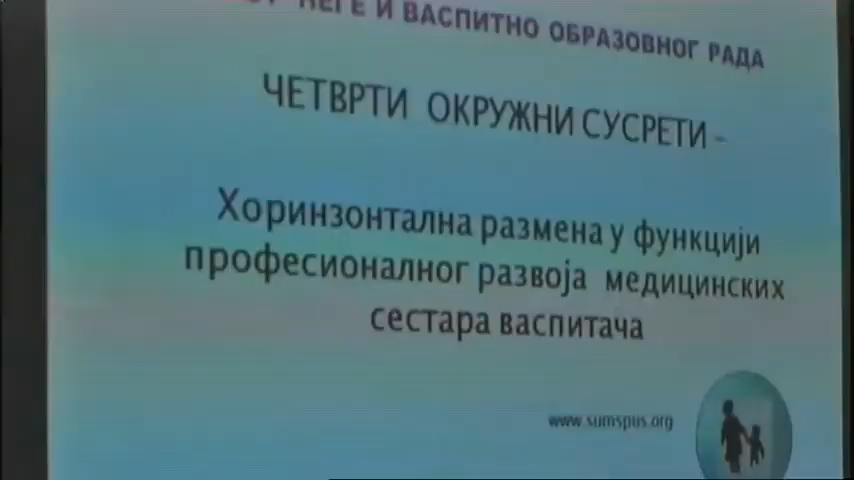 НЕГЕ И ВАСПИТНО ОБРАЗОВНОГ РАДА
ЧЕТВРТИ ОКРУЖНИ СУСРЕТИ -
Хоринзонтална размена у функцији
професионалног развоја медицинских
сестара васпитача
www.sumspus.org